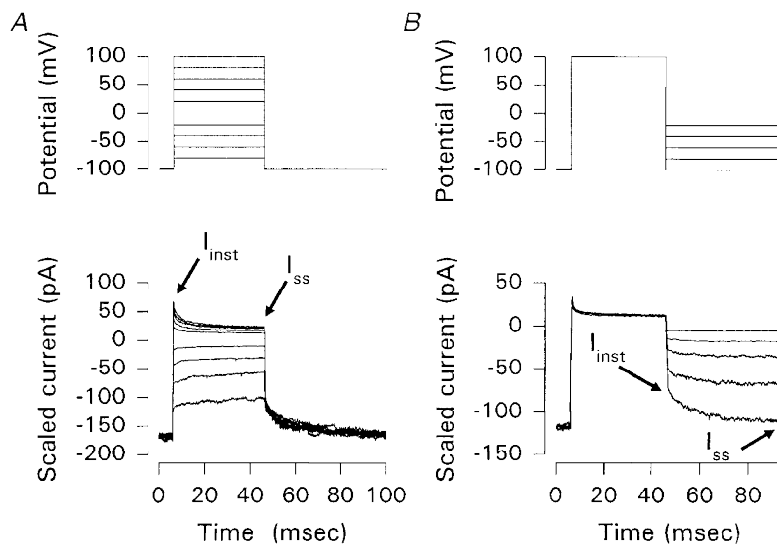 A
Potential (mV)
100
50
0
-50
-100
Scaled current (pA)
100
50
0
-50
-100
-150
-200
I inst
I ss
0 20 40 60 80 100
Time (msec)
B
Potential (mV)
100
50
0
-50
-100
Scaled current (pA)
50
0
-50
-100
-150
I inst
I ss
0 20 40 60 80
Time (msec)